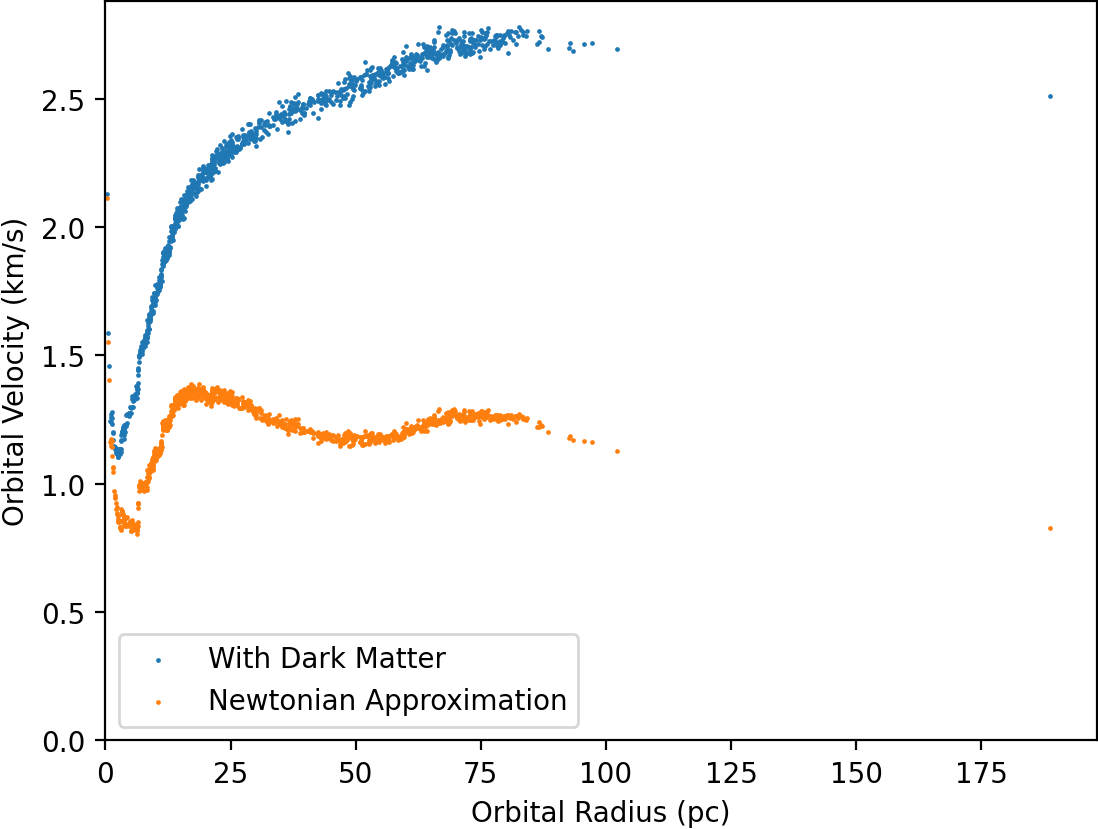 Orbital Velocity (km/s)
2.5
2.0
1.5
1.0
0.5
0.0
With Dark Matter
Newtonian Approximation
0 25 50 75 100 125 150 175
Orbital Radius (pc)